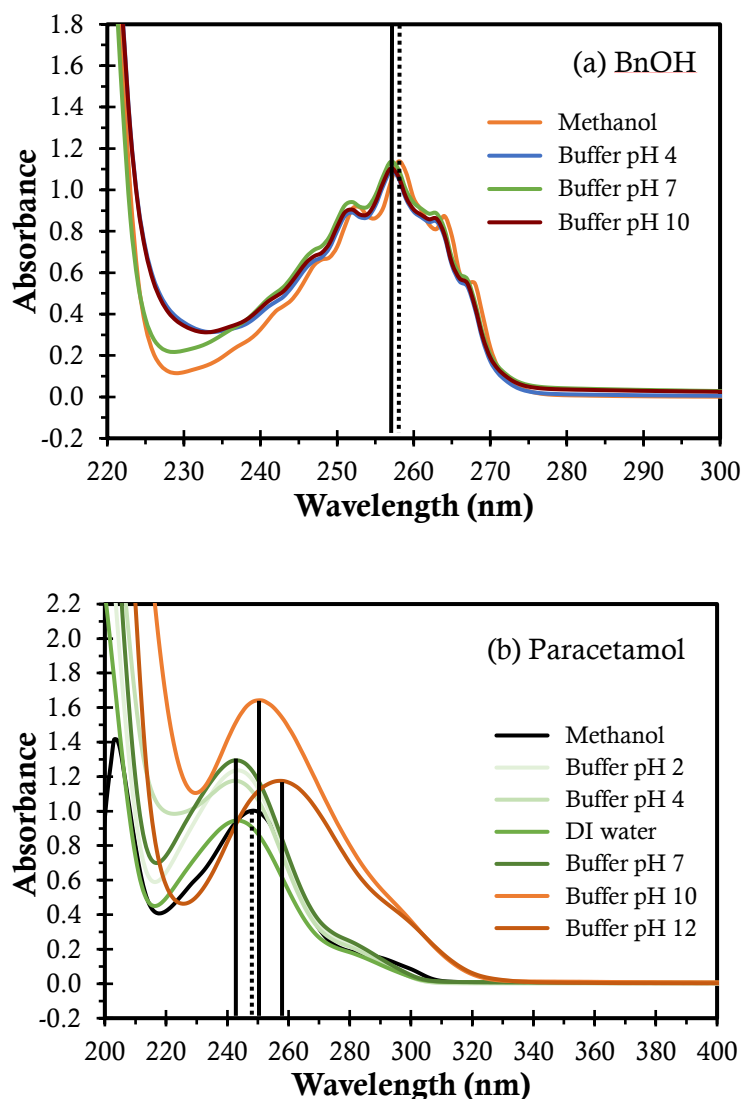 1.8
1.6
1.4
1.2
1.0
0.8
0.6
0.4
0.2
0.0
-0.2
Absorbance
(a) BnOH
Methanol
Buffer pH 4
Buffer pH 7
Buffer pH 10
220 230 240 250 260 270 280 290 300
Wavelength (nm)
2.2
2.0
1.8
1.6
1.4
1.2
1.0
0.8
0.6
0.4
0.2
0.0
-0.2
Absorbance
(b) Paracetamol
Methanol
Buffer pH 2
Buffer pH 4
DI water
Buffer pH 7
Buffer pH 10
Buffer pH 12
200 220 240 260 280 300 320 340 360 380 400
Wavelength (nm)